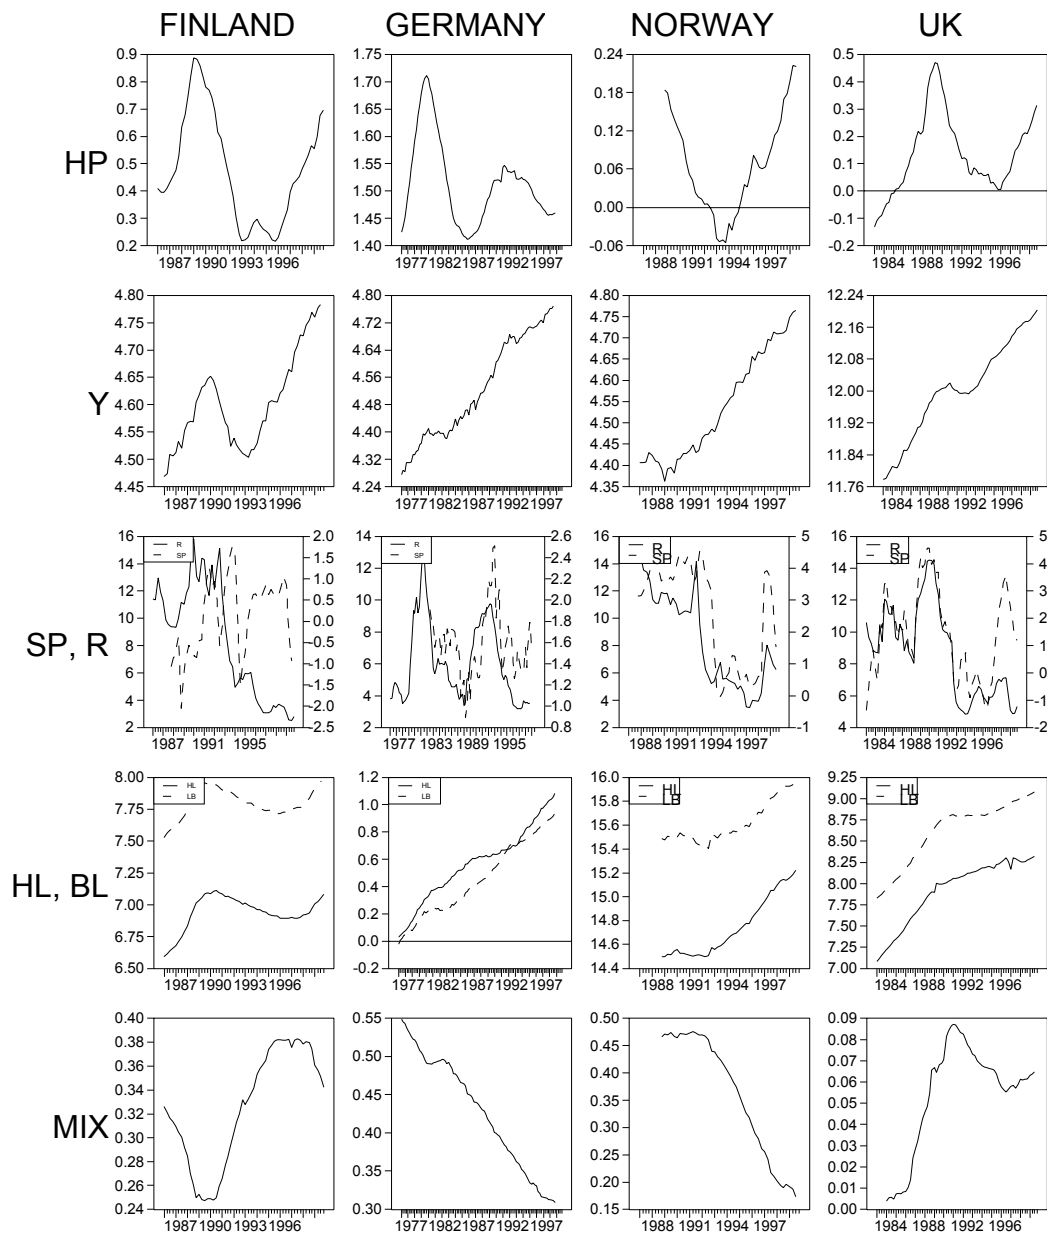 FINLAND GERMANY NORWAY UK
HP
0.9 0.8 0.7 0.6 0.5 0.4 0.3 0.2
1987 1990 1993 1996
1.75 1.70 1.65 1.60 1.55 1.50 1.45 1.40
1977 1982 1987 1992 1997
0.24 0.18 0.12 0.06 0.00 -0.06
1988 1991 1994 1997
0.5 0.4 0.3 0.2 0.1 0.0 -0.1 -0.2
1984 1988 1992 1996
Y
4.80 4.75 4.70 4.65 4.60 4.55 4.50 4.45
1987 1990 1993 1996
4.80 4.72 4.64 4.56 4.48 4.40 4.32 4.24
1977 1982 1987 1992 1997
4.80 4.75 4.70 4.65 4.60 4.55 4.50 4.45 4.40 4.35
1988 1991 1994 1997
12.24 12.16 12.08 12.00 11.92 11.84 11.76
1984 1988 1992 1996
SP, R
R
SP
16 14 12 10 8 6 4 2
2.0 1.5 1.0 0.5 0.0 -0.5 -1.0 -1.5 -2.0 -2.5
1987 1991 1995
R
SP
14 12 10 8 6 4 2
2.6 2.4 2.2 2.0 1.8 1.6 1.4 1.2 1.0 0.8
1977 1983 1989 1995
R
SP
16 14 12 10 8 6 4 2
5 4 3 2 1 0 -1
1988 1991 1994 1997
R
SP
16 14 12 10 8 6 4
5 4 3 2 1 0 -1 -2
1984 1988 1992 1996
HL, BL
HL
LB
8.00 7.75 7.50 7.25 7.00 6.75 6.50
1987 1990 1993 1996
HL
LB
1.2 1.0 0.8 0.6 0.4 0.2 0.0 -0.2
1977 1982 1987 1992 1997
HL
LB
16.0 15.8 15.6 15.4 15.2 15.0 14.8 14.6 14.4
1988 1991 1994 1997
HL
LB
9.25 9.00 8.75 8.50 8.25 8.00 7.75 7.50 7.25 7.00
1984 1988 1992 1996
MIX
0.40 0.38 0.36 0.34 0.32 0.30 0.28 0.26 0.24
1987 1990 1993 1996
0.55 0.50 0.45 0.40 0.35 0.30
1977 1982 1987 1992 1997
0.50 0.45 0.40 0.35 0.30 0.25 0.20 0.15
1988 1991 1994 1997
0.09 0.08 0.07 0.06 0.05 0.04 0.03 0.02 0.01 0.00
1984 1988 1992 1996